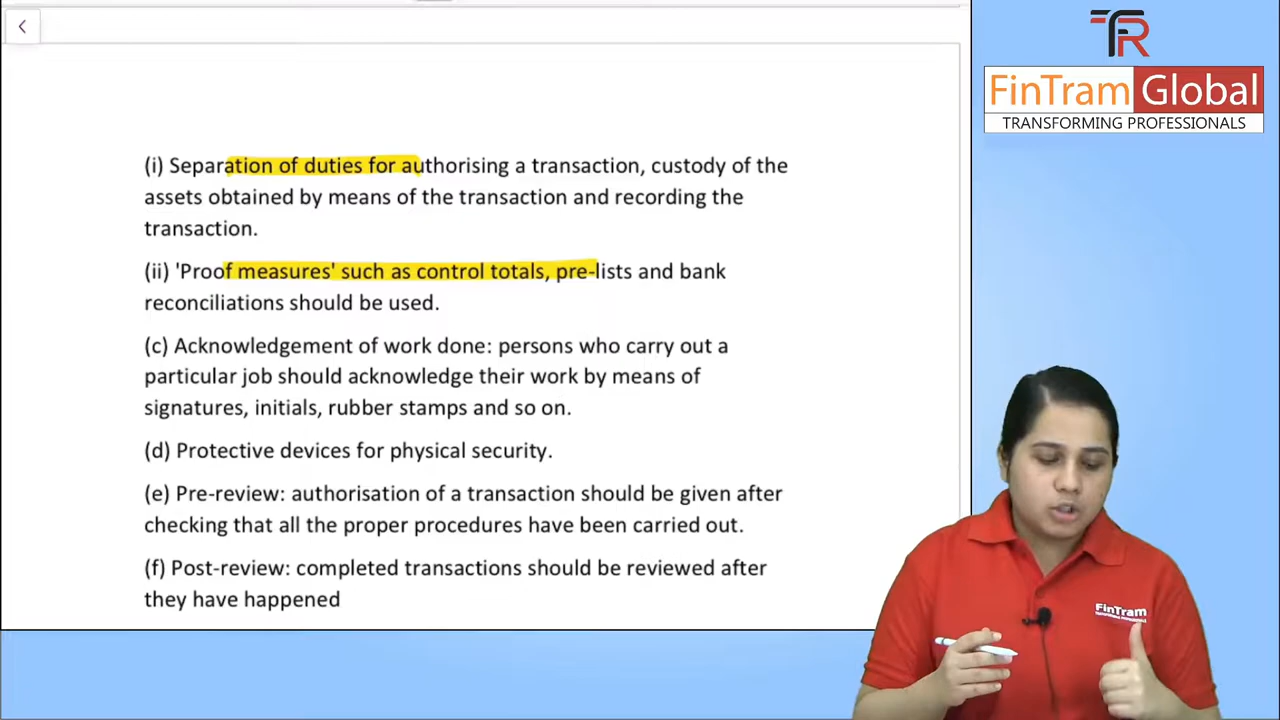 (i) Separation of duties for authorising a transaction, custody of the
assets obtained by means of the transaction and recording the
transaction.
(ii) 'Proof measures' such as control totals, pre-lists and bank
reconciliations should be used.
(c) Acknowledgement of work done: persons who carry out a
particular job should acknowledge their work by means of
signatures, initials, rubber stamps and so on.
(d) Protective devices for physical security.
(e) Pre-review: authorisation of a transaction should be given after
checking that all the proper procedures have been carried out.
(f) Post-review: completed transactions should be reviewed after
they have happened
FinTram Global
TRANSFORMING PROFESSIONALS
FinTram